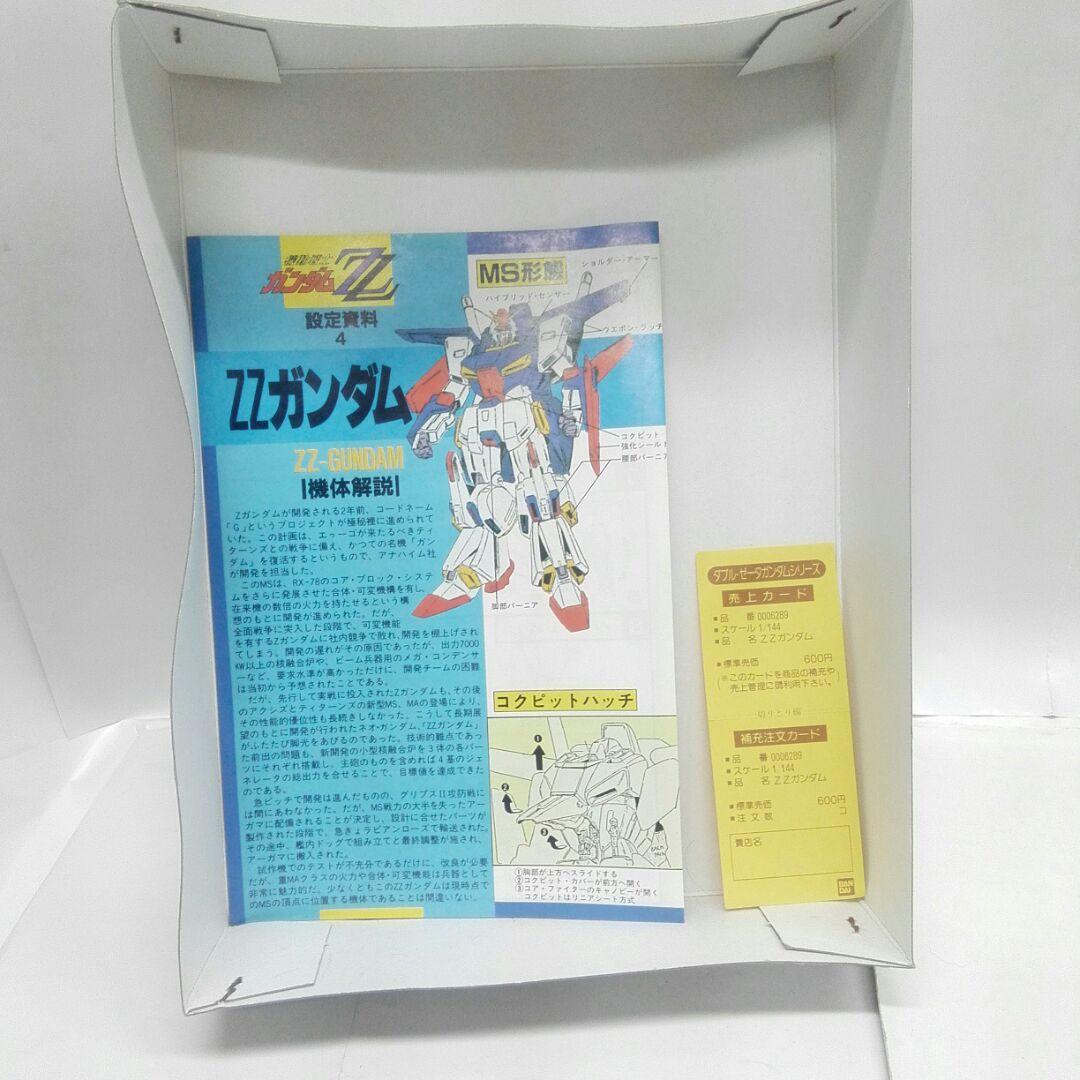 機動戦士
ガンダムZZ
設定資料
4
ZZガンダム
ZZ-GUNDAM
機体解説
Zガンダムが開発される2年前、コードネーム
「G」というプロジェクトが極秘裡に進められて
いた。この計画は、エゥーゴが来たるべきティ
ターンズとの戦争に備え、かつての名機「ガン
ダム」を復活するというもので、アナハイム社
が開発を担当した。
このMSは、RX-78のコア・ブロック・システ
ムをさらに発展させた合体・可変機構を有し、
在来機の数倍の火力を持たせるという構
想のもとに開発が進められた。だが、
全面戦争に突入した段階で、可変機能
を有するZガンダムに社内競争で敗れ、開発を棚上げされ
てしまう。開発の遅れがその原因であったが、出力7000
KW以上の核融合炉や、ビーム兵器用のメガ・コンデンサ
ーなど、要求水準が高かっただけに、開発チームの困難
は当初から予想されたことである。
だが、先行して実戦に投入されたZガンダムも、その後
のアクシズとティターンズの新型MS、MAの登場により、
その性能的優位性も長続きしなかった。こうして長期展
望のもとに開発が行われたネオ・ガンダム、「ZZガンダム」
がふたたび脚光をあびるのであった。技術的難点であっ
た前出の問題も、新開発の小型核融合炉を3体の各パー
ツにそれぞれ搭載し、主砲のものを含めれば4基のジェ
ネレータの総出力を合せることで、目標値を達成できた
のである。
急ピッチで開発は進んだものの、グリプスII攻防戦に
は間にあわなかった。だが、MS戦力の大半を失ったアー
ガマに配備されることが決定し、設計に合せたパーツが
製作された段階で、急きょラビアンローズで輸送された。
その途中、艦内ドッグで組み立てと最終調整が施され、
アーガマに搬入された。
試作機でのテストが不充分であるだけに、改良が必要
だが、重MAクラスの火力や合体・可変機能は兵器として
非常に魅力的だ。少なくともこのZZガンダムは現時点で
のMSの頂点に位置する機体であることは間違いない。
MS形態
ショルダー・アーマー
ハイブリッド・センサー
ウエポン・ラッチ
コクピット
強化シールド
腰部バーニア
脚部バーニア
コクピットハッチ
BACK
PACK
①胸部が上方へスライドする
②コクピット・カバーが前方へ開く
③コア・ファイターのキャノピーが開く
コクピットはリニアシート方式
ダブル・ゼータガンダムシリーズ
売上カード
■品 番 0006289
■スケール 1/144
■品 名 ZZガンダム
■標準売価 600円
(※このカードを商品の補充や
売上管理に御利用下さい。)
切りとり線
補充注文カード
■品 番 0006289
■スケール 1/144
■品 名 ZZガンダム
■標準売価 600円
■注文数 コ
貴店名
BAN
DAI